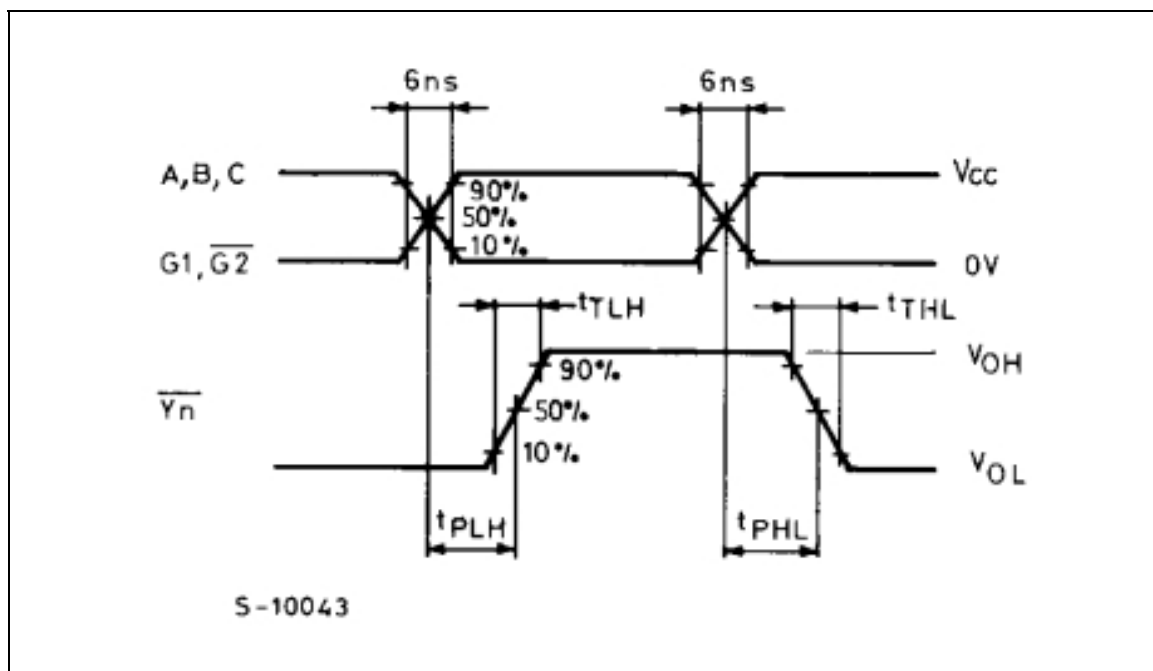 6ns 6ns
A, B, C Vcc
90%
50%
10%
G1, G2 0V
tTLH tTHL
VOH
90%
Yn 50%
10%
VOL
tPLH tPHL
S-10043